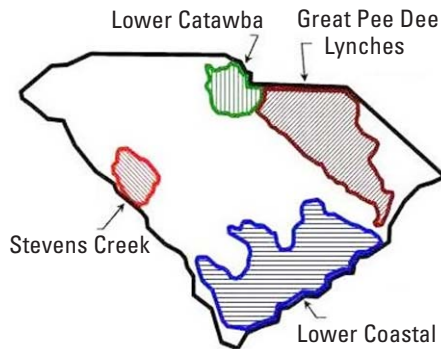 Lower Catawba
Great Pee Dee
Lynches
Stevens Creek
Lower Coastal